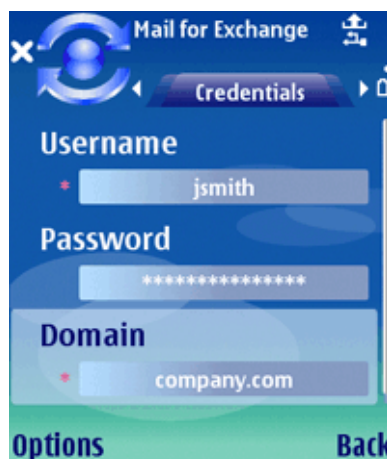 Mail for Exchange
Credentials
Username
* jsmith
Password
***************
Domain
* company.com
Options Back